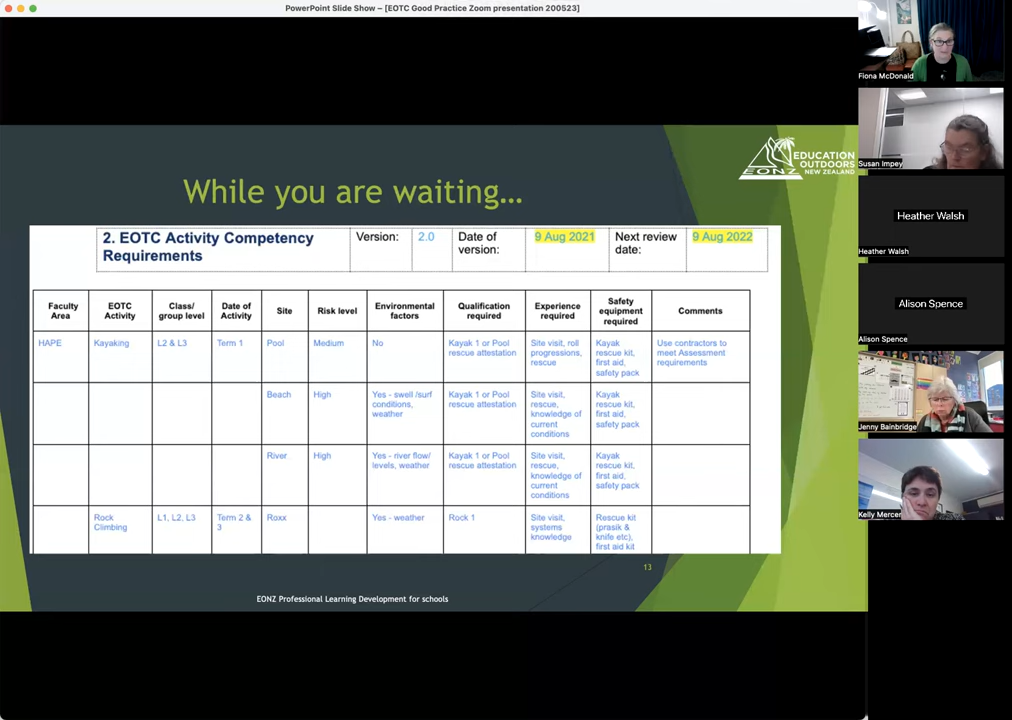 PowerPoint Slide Show – [EOTC Good Practice Zoom presentation 200523]
EDUCATION
OUTDOORS
NEW ZEALAND
EONZ
While you are waiting…
2. EOTC Activity Competency
Requirements
Version:
2.0
Date of
version:
9 Aug 2021
Next review
date:
9 Aug 2022
Faculty
Area
EOTC
Activity
Class/
group level
Date of
Activity
Site
Risk level
Environmental
factors
Qualification
required
Experience
required
Safety
equipment
required
Comments
HAPE
Kayaking
L2 & L3
Term 1
Pool
Medium
No
Kayak 1 or Pool
rescue attestation
Site visit, roll
progressions,
rescue
Kayak
rescue kit,
first aid,
safety pack
Use contractors to
meet Assessment
requirements
Beach
High
Yes - swell /surf
conditions,
weather
Kayak 1 or Pool
rescue attestation
Site visit,
rescue,
knowledge of
current
conditions
Kayak
rescue kit,
first aid,
safety pack
River
High
Yes - river flow/
levels, weather
Kayak 1 or Pool
rescue attestation
Site visit,
rescue,
knowledge of
current
conditions
Kayak
rescue kit,
first aid,
safety pack
Rock
Climbing
L1, L2, L3
Term 2 &
3
Roxx
Yes - weather
Rock 1
Site visit,
systems
knowledge
Rescue kit
(prasik &
knife etc),
first aid kit
13
EONZ Professional Learning Development for schools
Fiona McDonald
Susan Impey
Heather Walsh
Heather Walsh
Alison Spence
Alison Spence
Jenny Bainbridge
Kelly Mercer